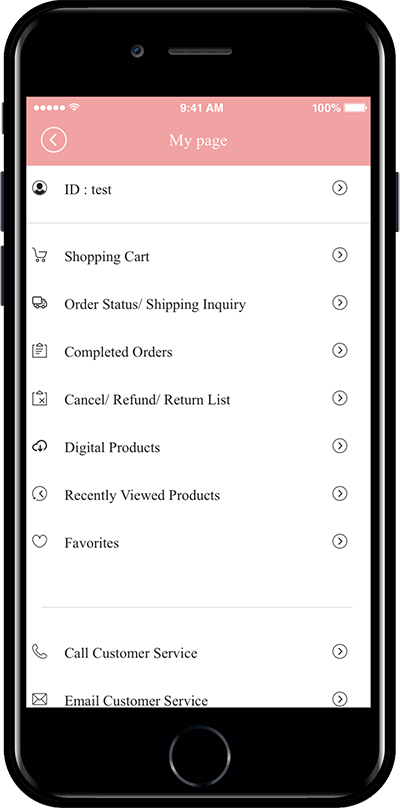 9:41 AM
100%
My page
ID : test
Shopping Cart
Order Status/ Shipping Inquiry
Completed Orders
Cancel/ Refund/ Return List
Digital Products
Recently Viewed Products
Favorites
Call Customer Service
Email Customer Service